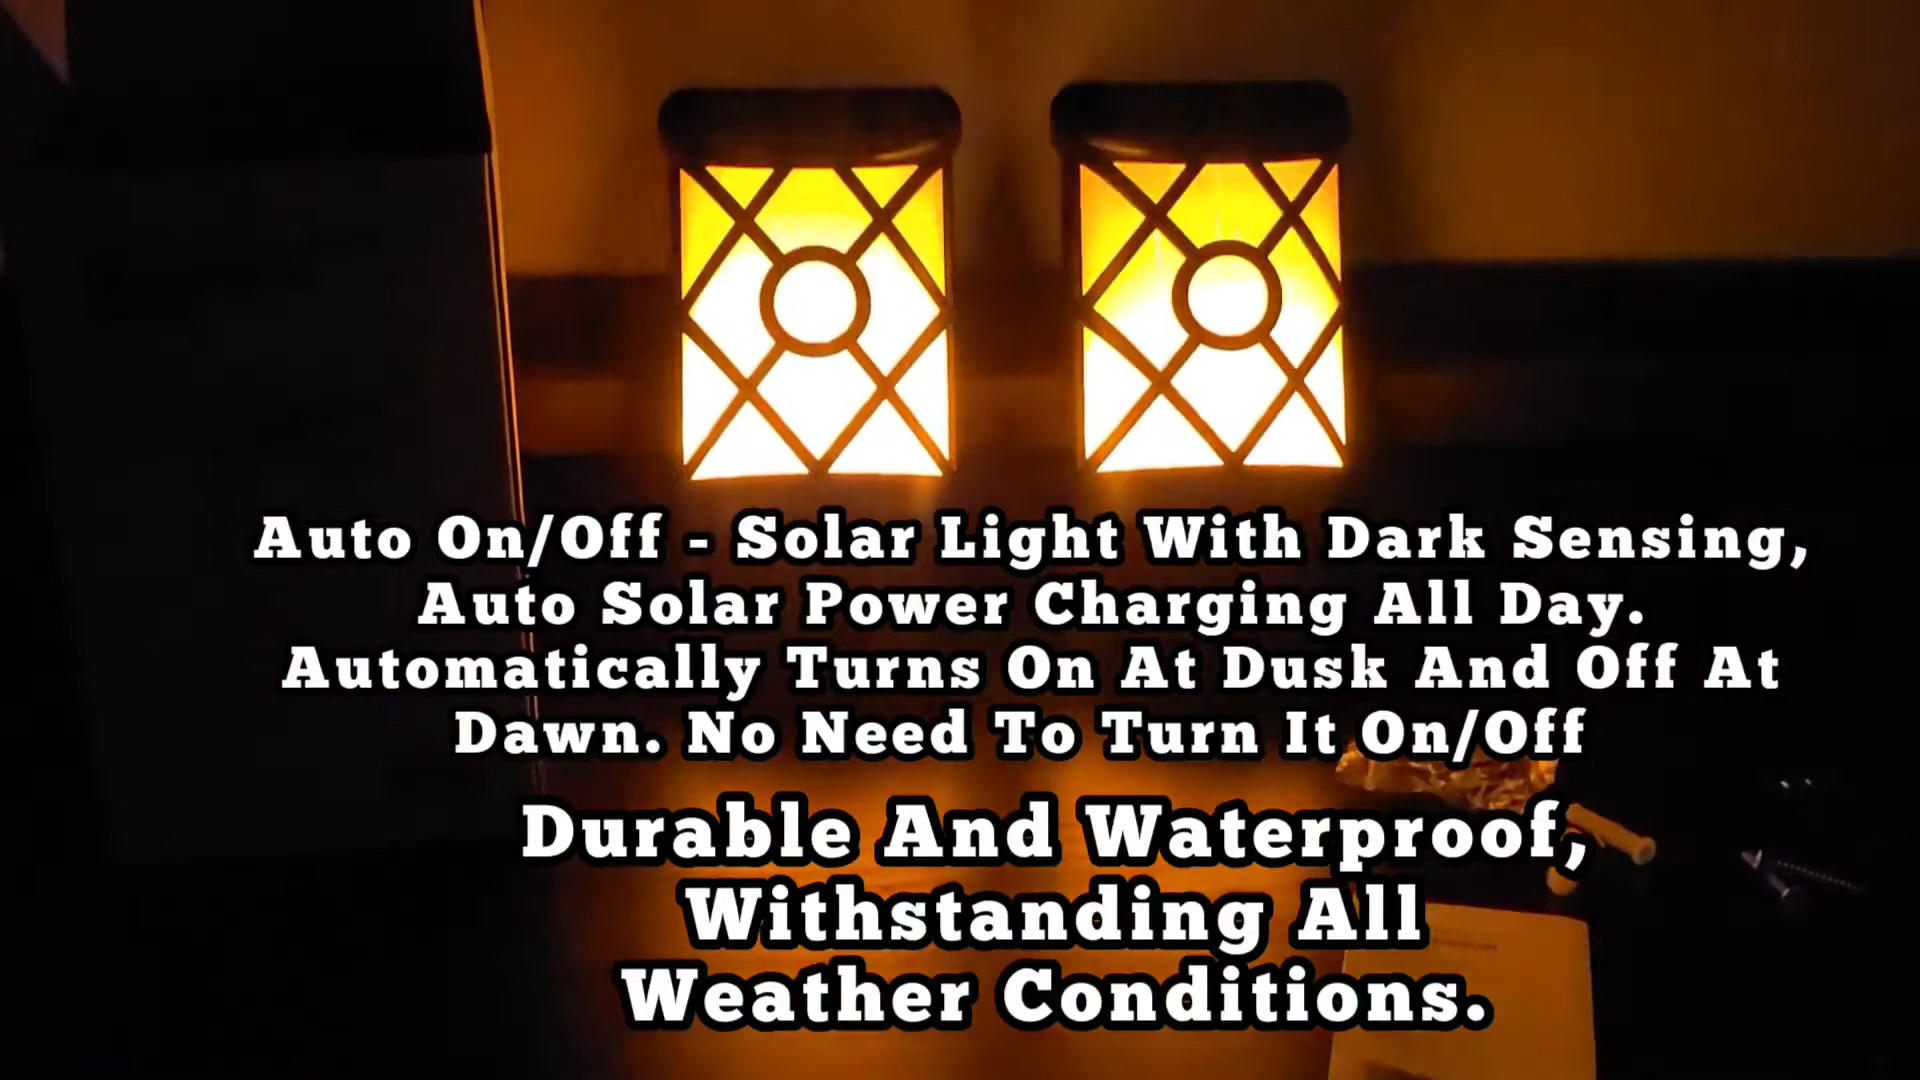 Auto On/Off - Solar Light With Dark Sensing,
Auto Solar Power Charging All Day.
Automatically Turns On At Dusk And Off At
Dawn. No Need To Turn It On/Off
Durable And Waterproof,
Withstanding All
Weather Conditions.